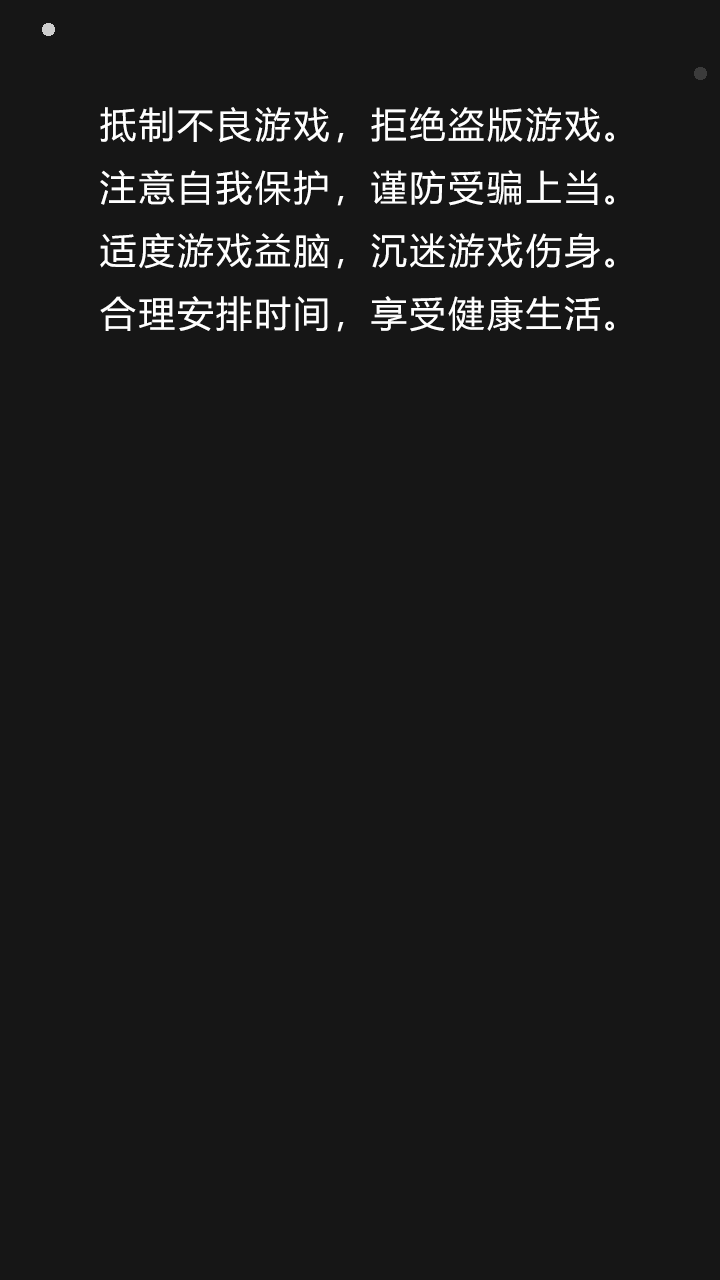 抵制不良游戏，拒绝盗版游戏。
注意自我保护，谨防受骗上当。
适度游戏益脑，沉迷游戏伤身。
合理安排时间，享受健康生活。